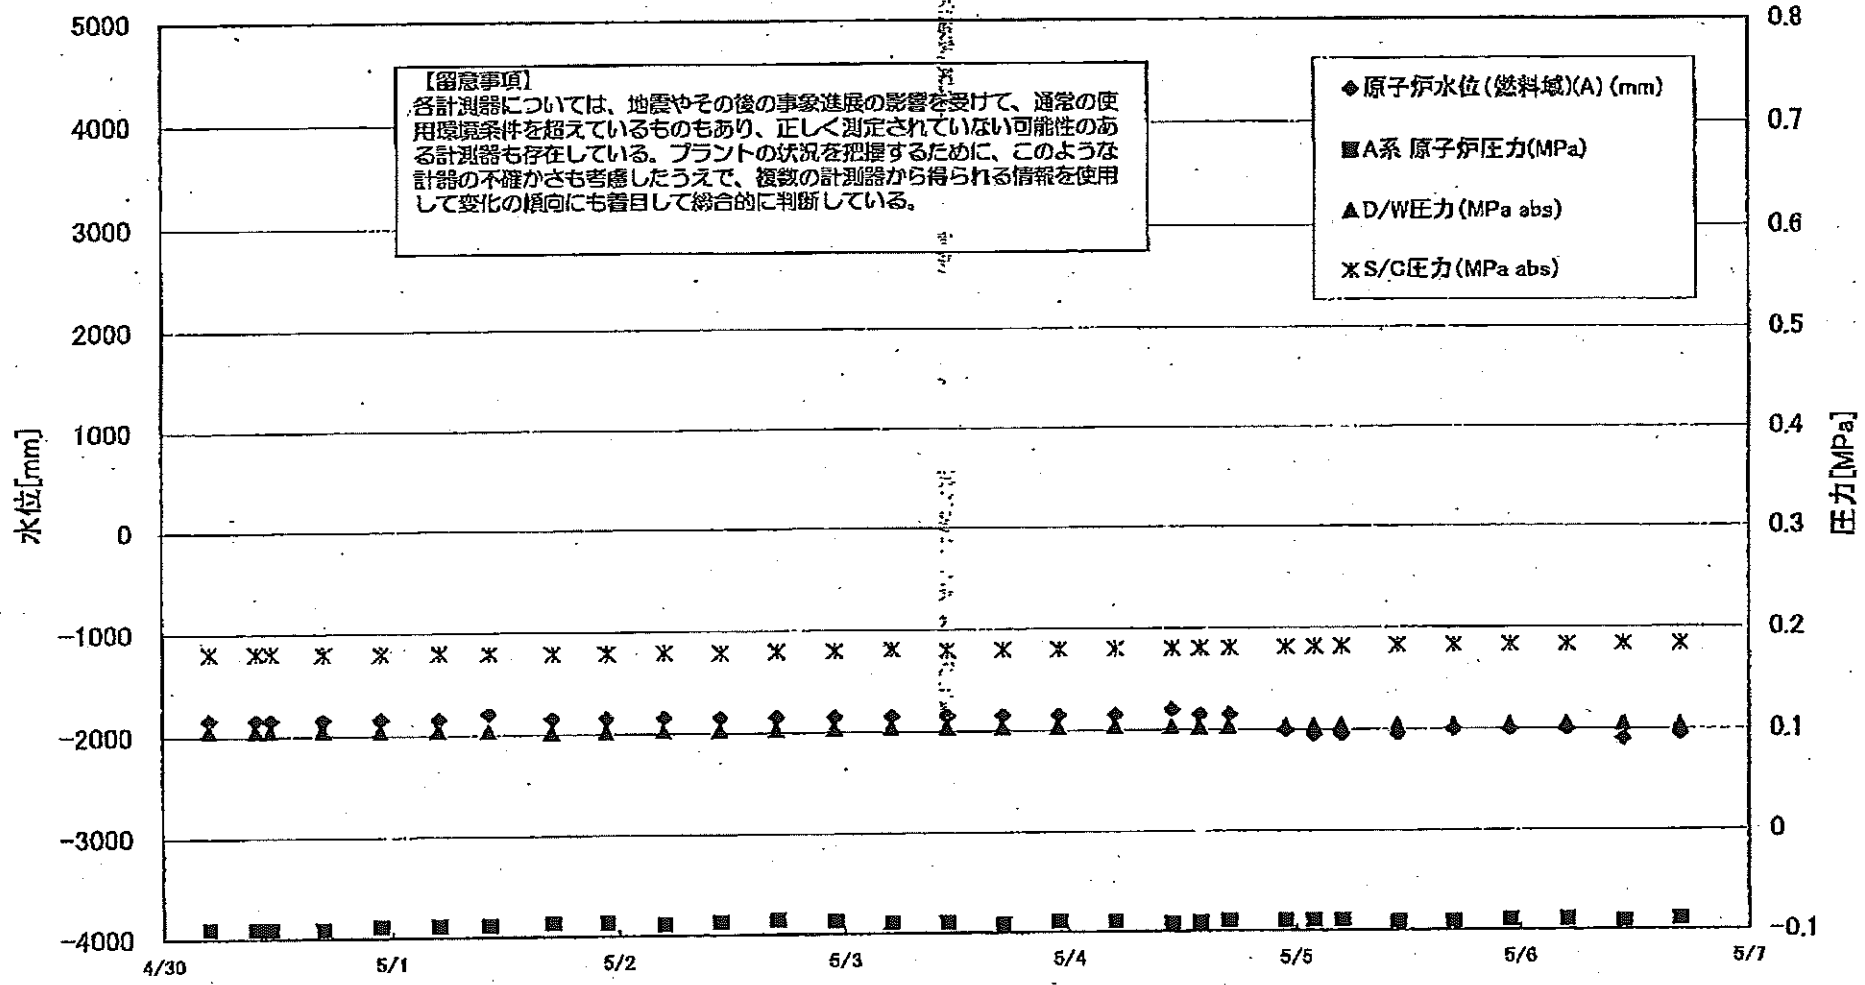 【留意事項】
各計測器については、地震やその後の事象進展の影響を受けて、通常の使
用環境条件を超えているものもあり、正しく測定されていない可能性のあ
る計測器も存在している。プラントの状況を把握するために、このような
計器の不確かさも考慮したうえで、複数の計測器から得られる情報を使用
して変化の傾向にも着目して総合的に判断している。
◆原子炉水位(燃料域)(A)(mm)
■A系 原子炉圧力(MPa)
▲D/W圧力(MPa abs)
S/C圧力(MPa abs)
水位[mm]
5000
4000
3000
2000
1000
0
-1000
-2000
-3000
-4000
圧力[MPa]
0.8
0.7
0.6
0.5
0.4
0.3
0.2
0.1
0
-0.1
4/30
5/1
5/2
5/3
5/4
5/5
5/6
5/7